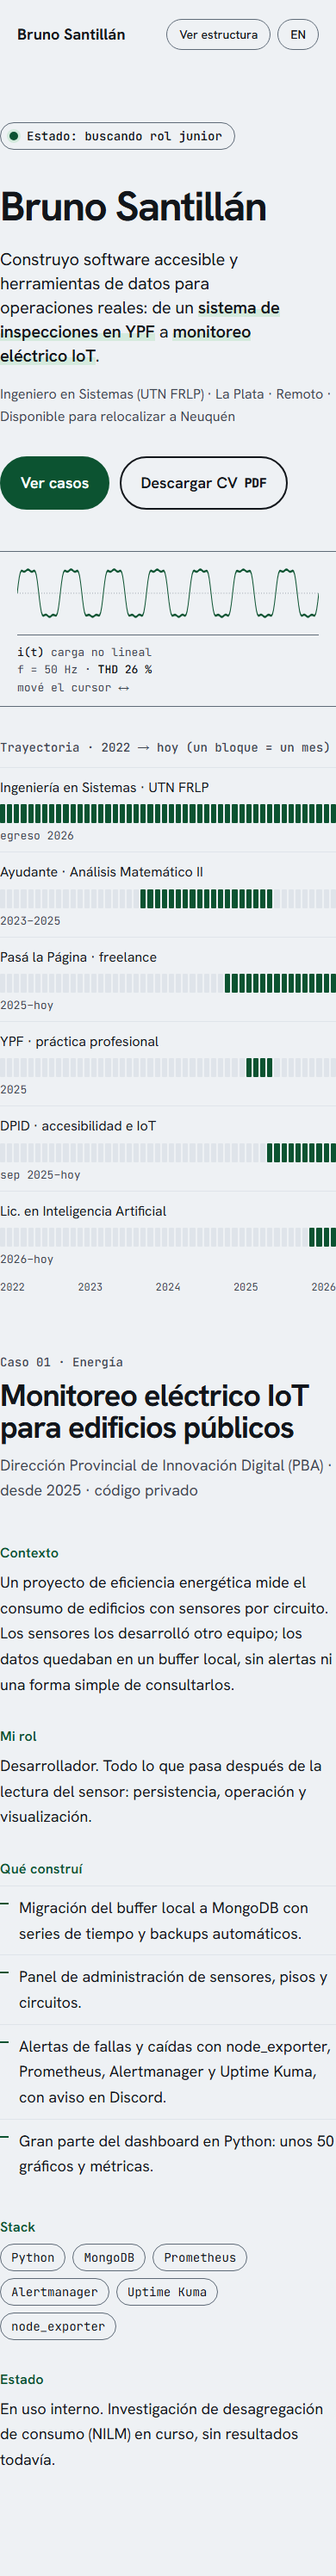 Bruno Santillán
Ver estructura
EN
Estado: buscando rol junior
Bruno Santillán
Construyo software accesible y
herramientas de datos para
operaciones reales: de un sistema de
inspecciones en YPF a monitoreo
eléctrico IoT.
Ingeniero en Sistemas (UTN FRLP) · La Plata · Remoto ·
Disponible para relocalizar a Neuquén
Ver casos
Descargar CV PDF
i(t) carga no lineal
f = 50 Hz · THD 26 %
mové el cursor ↔
Trayectoria · 2022 → hoy (un bloque = un mes)
Ingeniería en Sistemas · UTN FRLP
egreso 2026
Ayudante · Análisis Matemático II
2023–2025
Pasá la Página · freelance
2025–hoy
YPF · práctica profesional
2025
DPID · accesibilidad e IoT
sep 2025–hoy
Lic. en Inteligencia Artificial
2026–hoy
2022 2023 2024 2025 2026
Caso 01 · Energía
Monitoreo eléctrico IoT
para edificios públicos
Dirección Provincial de Innovación Digital (PBA) ·
desde 2025 · código privado
Contexto
Un proyecto de eficiencia energética mide el
consumo de edificios con sensores por circuito.
Los sensores los desarrolló otro equipo; los
datos quedaban en un buffer local, sin alertas ni
una forma simple de consultarlos.
Mi rol
Desarrollador. Todo lo que pasa después de la
lectura del sensor: persistencia, operación y
visualización.
Qué construí
Migración del buffer local a MongoDB con
series de tiempo y backups automáticos.
Panel de administración de sensores, pisos y
circuitos.
Alertas de fallas y caídas con node_exporter,
Prometheus, Alertmanager y Uptime Kuma,
con aviso en Discord.
Gran parte del dashboard en Python: unos 50
gráficos y métricas.
Stack
Python
MongoDB
Prometheus
Alertmanager
Uptime Kuma
node_exporter
Estado
En uso interno. Investigación de desagregación
de consumo (NILM) en curso, sin resultados
todavía.